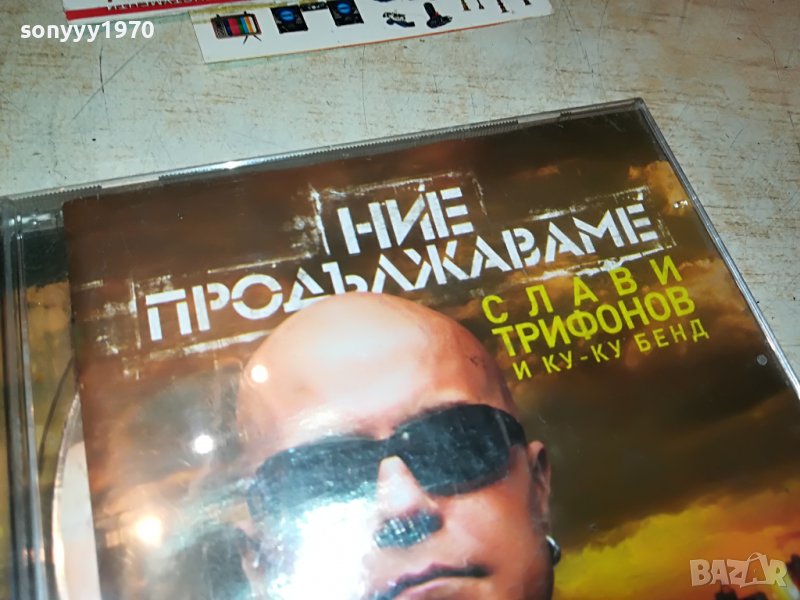 sonyyy1970
НИЕ
ПРОДЪЛЖАВАМЕ
СЛАВИ
ТРИФОНОВ
И КУ-КУ БЕНД
BAZAR